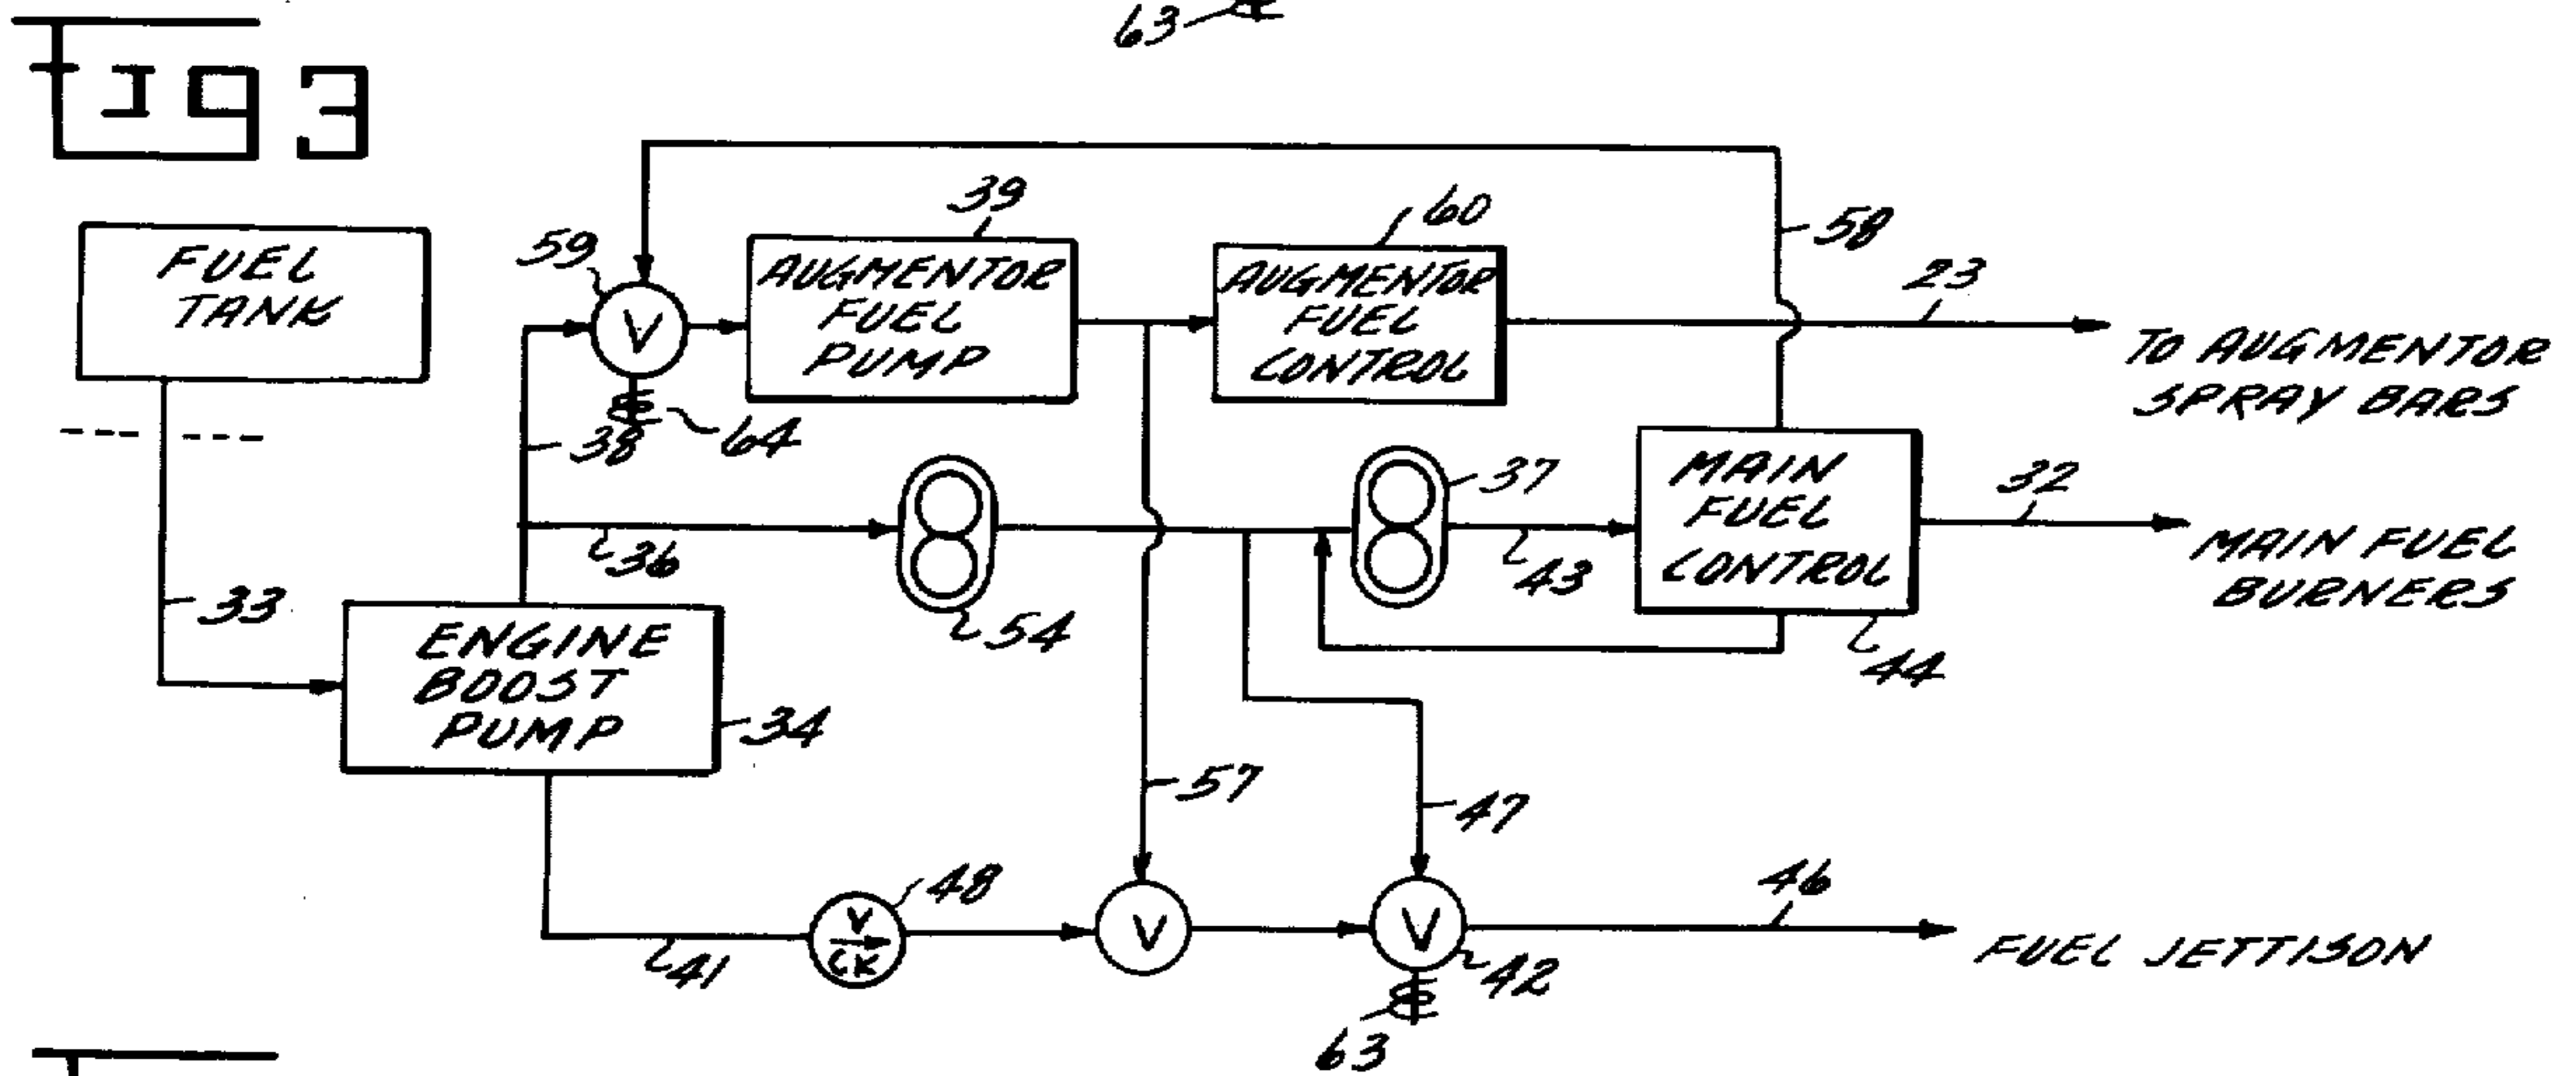 63
Fig 3
FUEL
TANK
59
39
AUGMENTOR
FUEL
PUMP
60
AUGMENTOR
FUEL
CONTROL
58
23
TO AUGMENTOR
SPRAY BARS
V
64
38
36
54
37
43
MAIN
FUEL
CONTROL
32
MAIN FUEL
BURNERS
44
33
ENGINE
BOOST
PUMP
34
57
47
41
V
CK
48
V
V
42
63
46
FUEL JETTISON